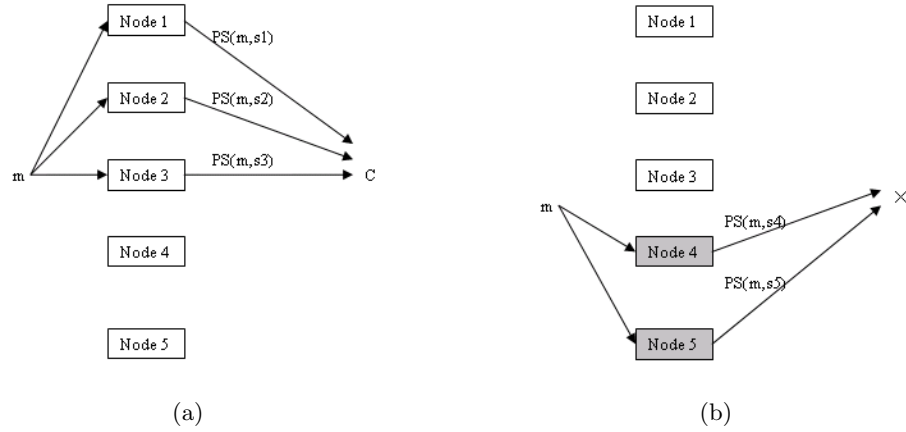 Node 1
PS(m,s1)
Node 2
PS(m,s2)
m
Node 3
PS(m,s3)
C
Node 4
Node 5
(a)
Node 1
Node 2
Node 3
m
×
Node 4
PS(m,s4)
Node 5
PS(m,s5)
(b)